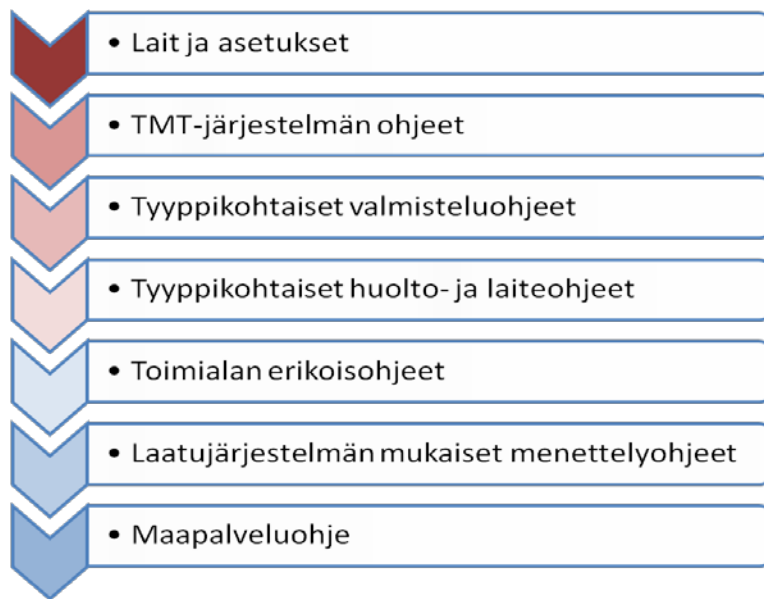 • Lait ja asetukset
• TMT-järjestelmän ohjeet
• Tyyppikohtaiset valmisteluohjeet
• Tyyppikohtaiset huolto- ja laiteohjeet
• Toimialan erikoisohjeet
• Laatujärjestelmän mukaiset menettelyohjeet
• Maapalveluohje